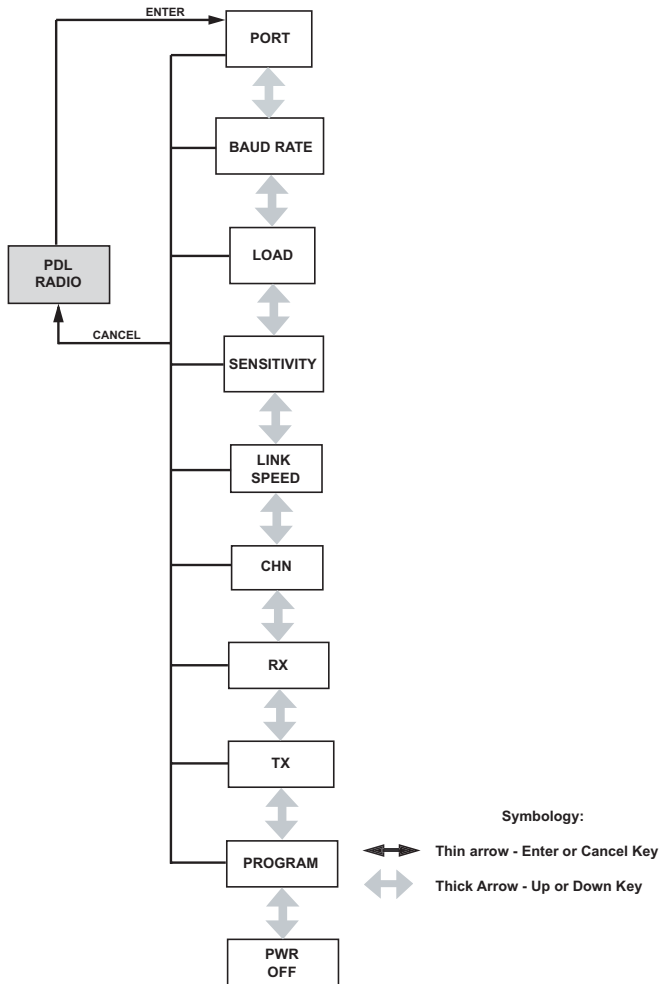 ENTER
PORT
BAUD RATE
LOAD
PDL
RADIO
CANCEL
SENSITIVITY
LINK
SPEED
CHN
RX
TX
PROGRAM
PWR
OFF
Symbology:
Thin arrow - Enter or Cancel Key
Thick Arrow - Up or Down Key